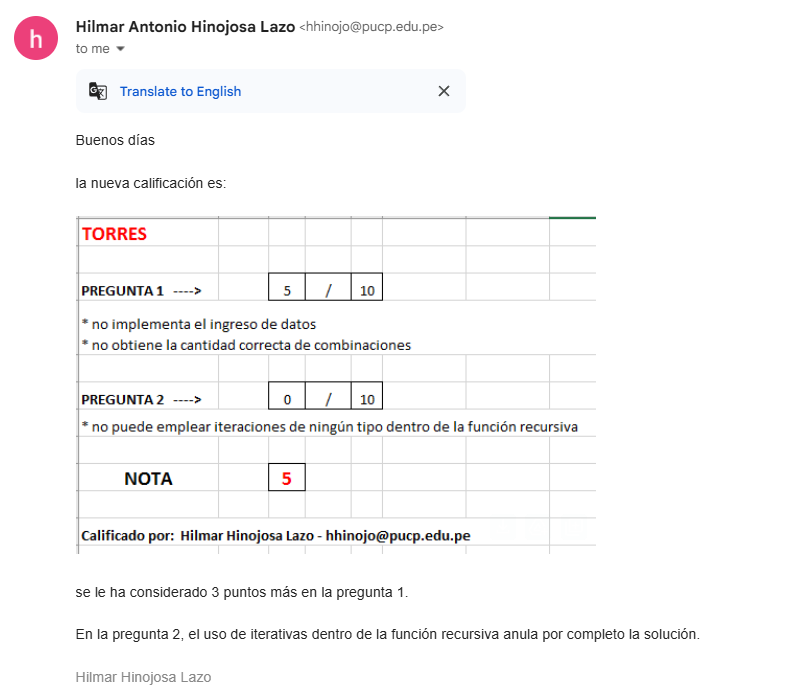 h
Hilmar Antonio Hinojosa Lazo <hhinojo@pucp.edu.pe>
to me
Translate to English
Buenos días
la nueva calificación es:
TORRES
PREGUNTA 1 ----> 5 / 10
* no implementa el ingreso de datos
* no obtiene la cantidad correcta de combinaciones
PREGUNTA 2 ----> 0 / 10
* no puede emplear iteraciones de ningún tipo dentro de la función recursiva
NOTA 5
Calificado por: Hilmar Hinojosa Lazo - hhinojo@pucp.edu.pe
se le ha considerado 3 puntos más en la pregunta 1.
En la pregunta 2, el uso de iterativas dentro de la función recursiva anula por completo la solución.
Hilmar Hinojosa Lazo